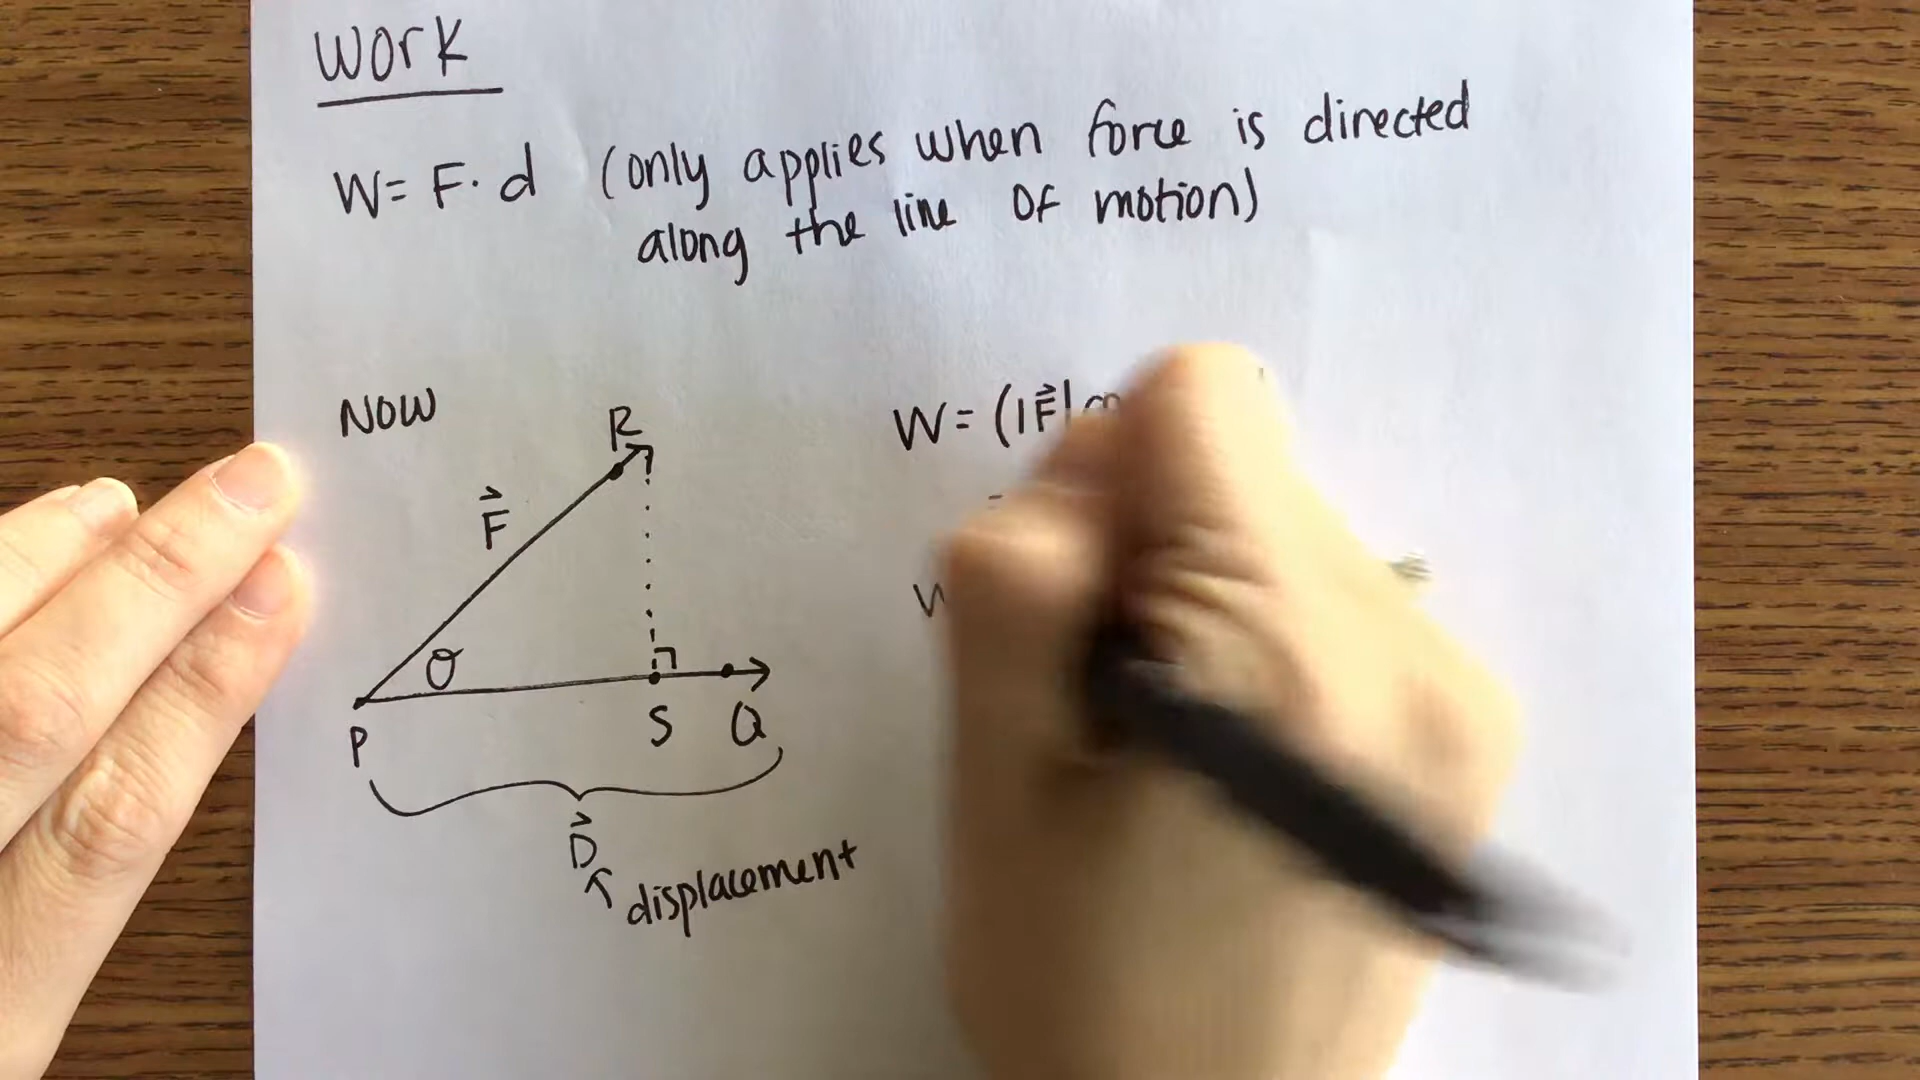 Work
W = F · d (only applies when force is directed
along the line of motion)
NOW
R
W = (|F⃗|
F⃗
θ
W
P
S
Q
D⃗
displacement